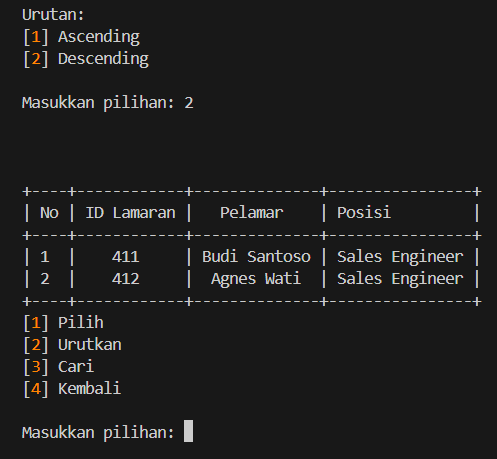 Urutan:
[1] Ascending
[2] Descending
Masukkan pilihan: 2
+----+------------+--------------+----------------+
| No | ID Lamaran |   Pelamar    | Posisi         |
+----+------------+--------------+----------------+
| 1  |    411     | Budi Santoso | Sales Engineer |
| 2  |    412     |  Agnes Wati  | Sales Engineer |
+----+------------+--------------+----------------+
[1] Pilih
[2] Urutkan
[3] Cari
[4] Kembali
Masukkan pilihan: